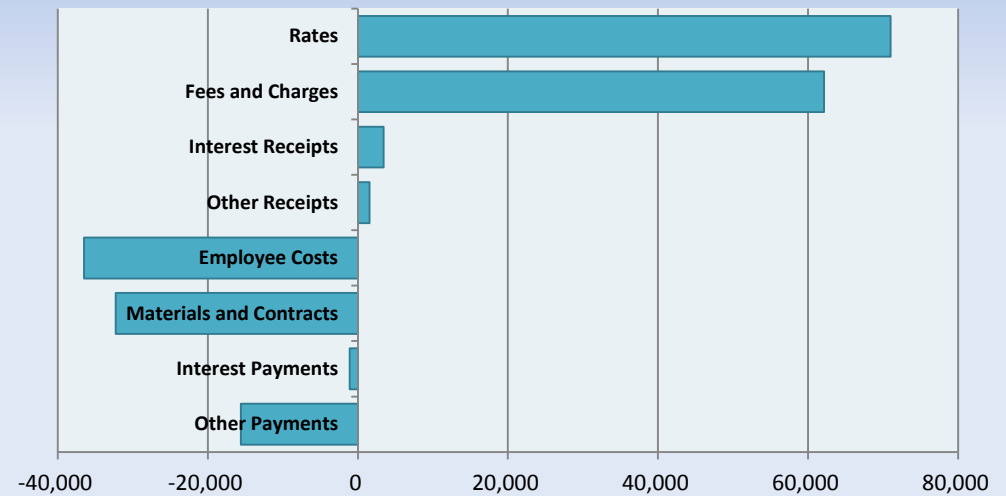 Rates
Fees and Charges
Interest Receipts
Other Receipts
Employee Costs
Materials and Contracts
Interest Payments
Other Payments
-40,000 -20,000 0 20,000 40,000 60,000 80,000